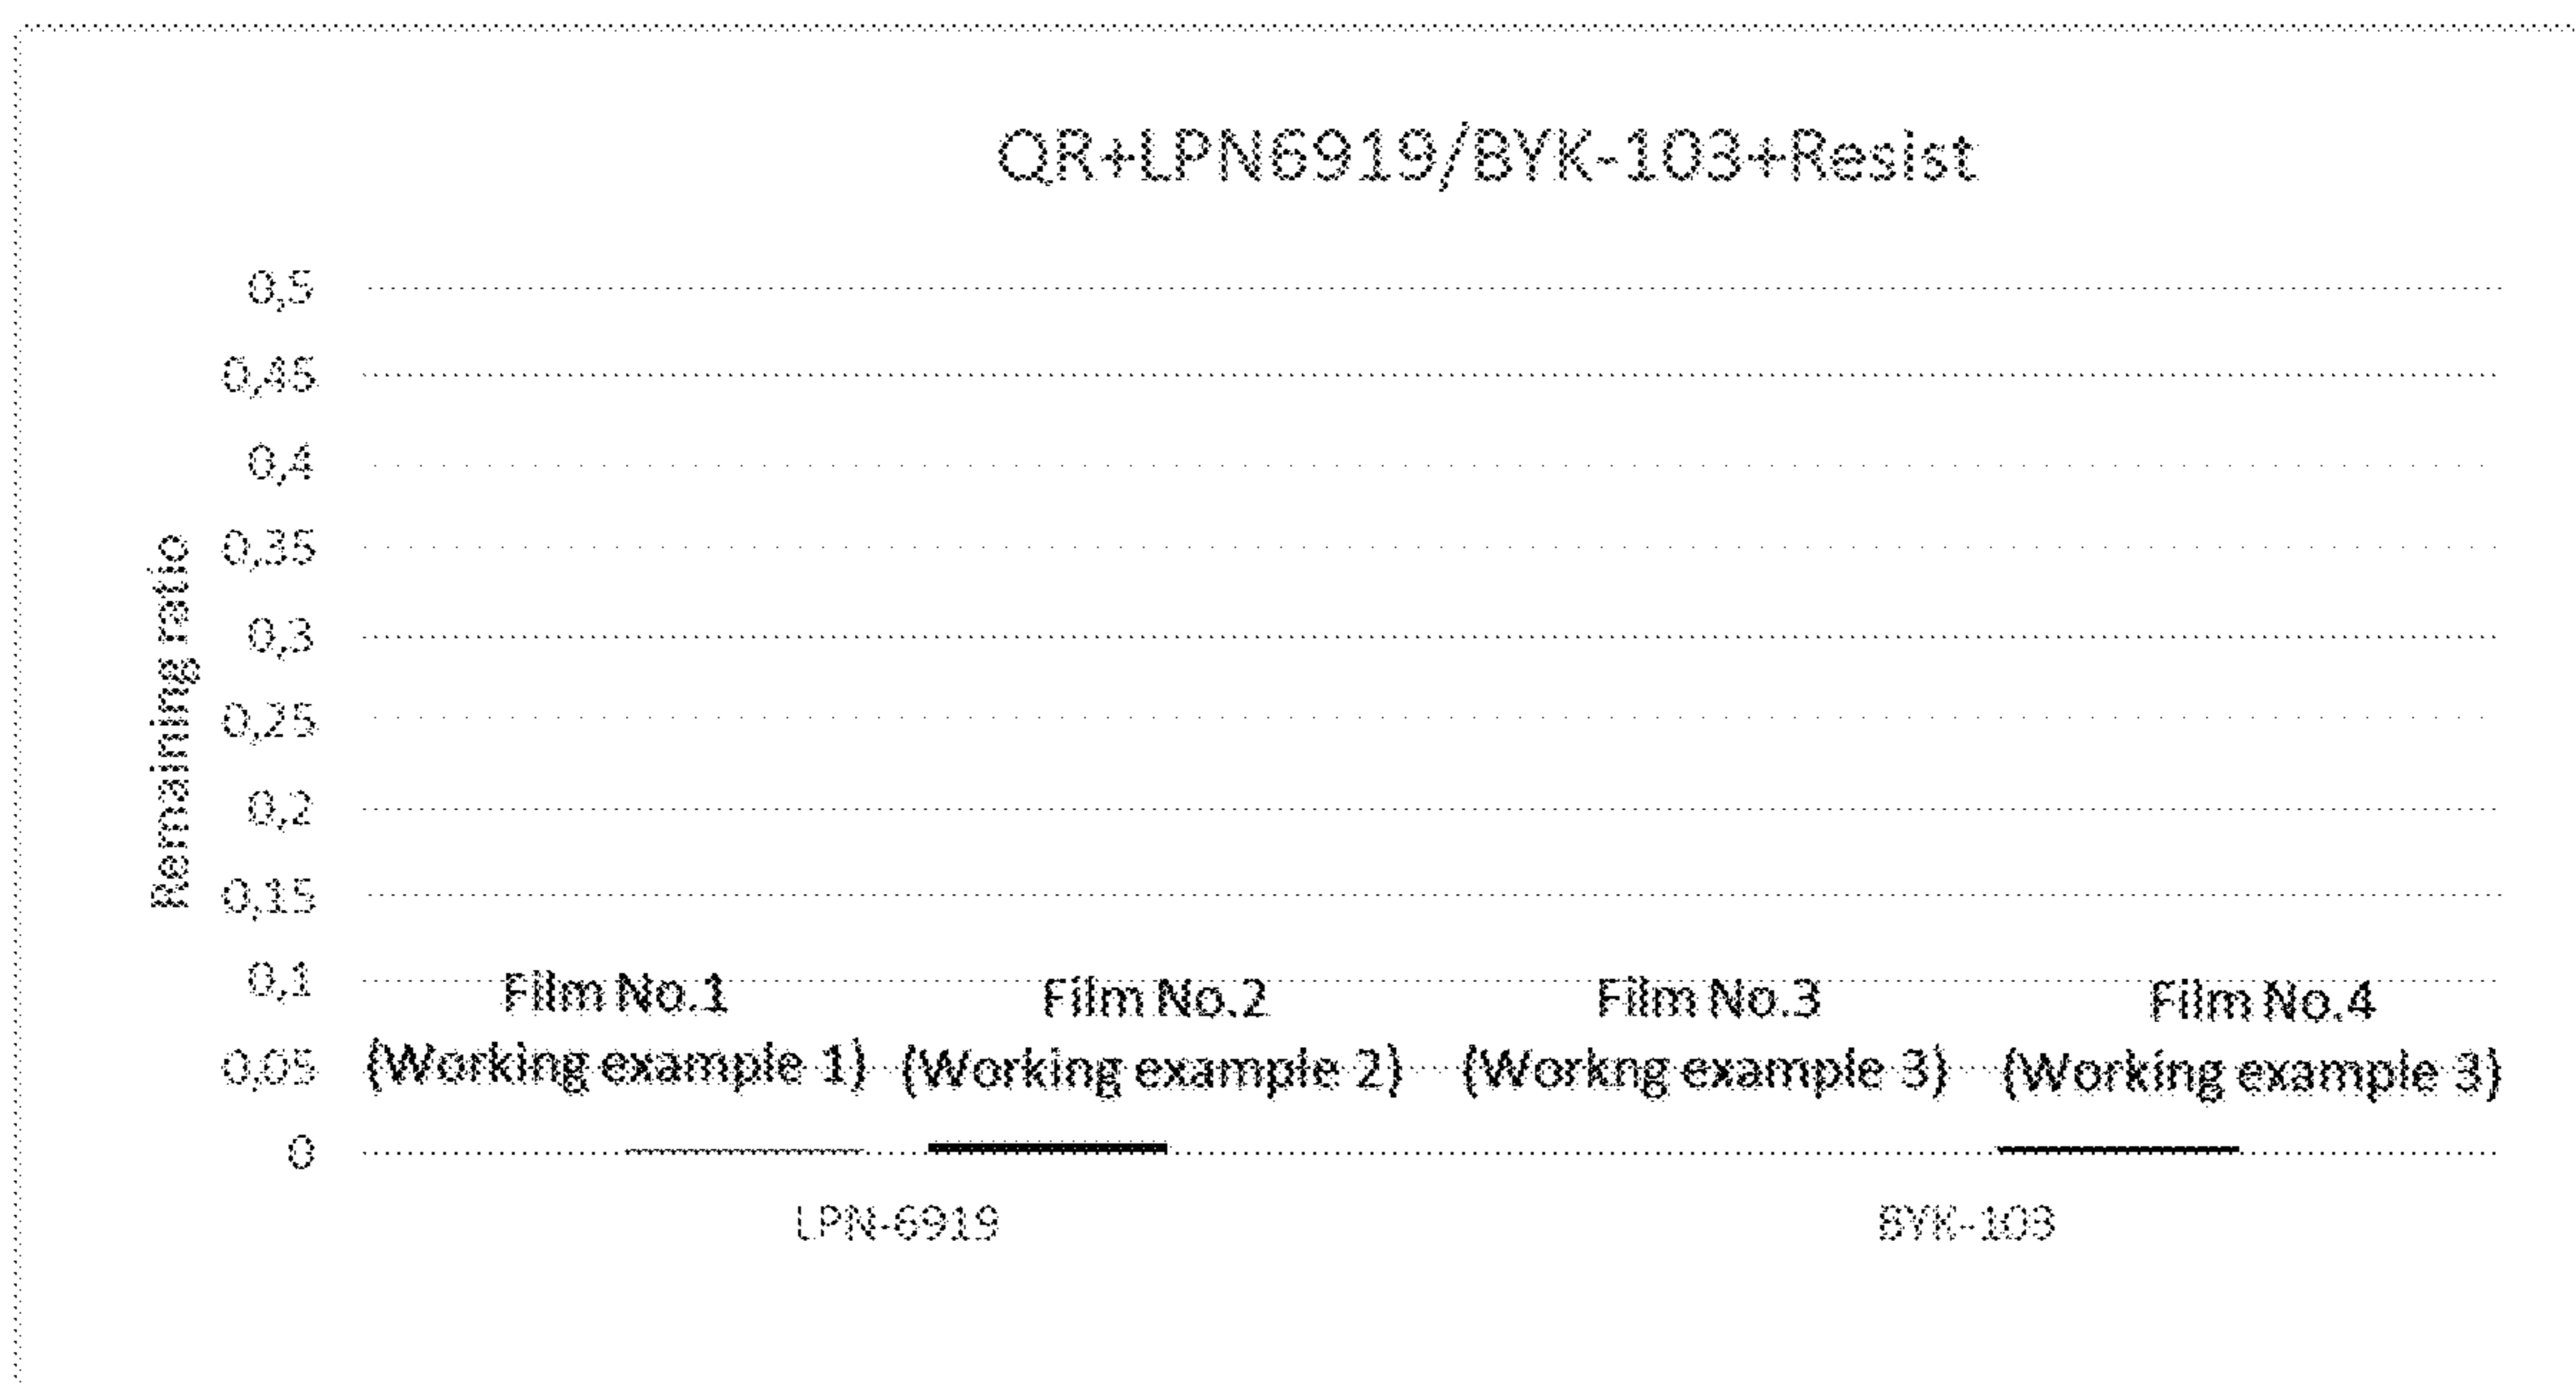 QR+LPN6919/BYK-103+Resist
Remaining ratio
0,5
0,45
0,4
0,35
0,3
0,25
0,2
0,15
0,1
0,05
0
Film No.1
(Working example 1)
Film No.2
(Working example 2)
Film No.3
(Workng example 3)
Film No.4
(Working example 3)
LPN-6919
BYK-103